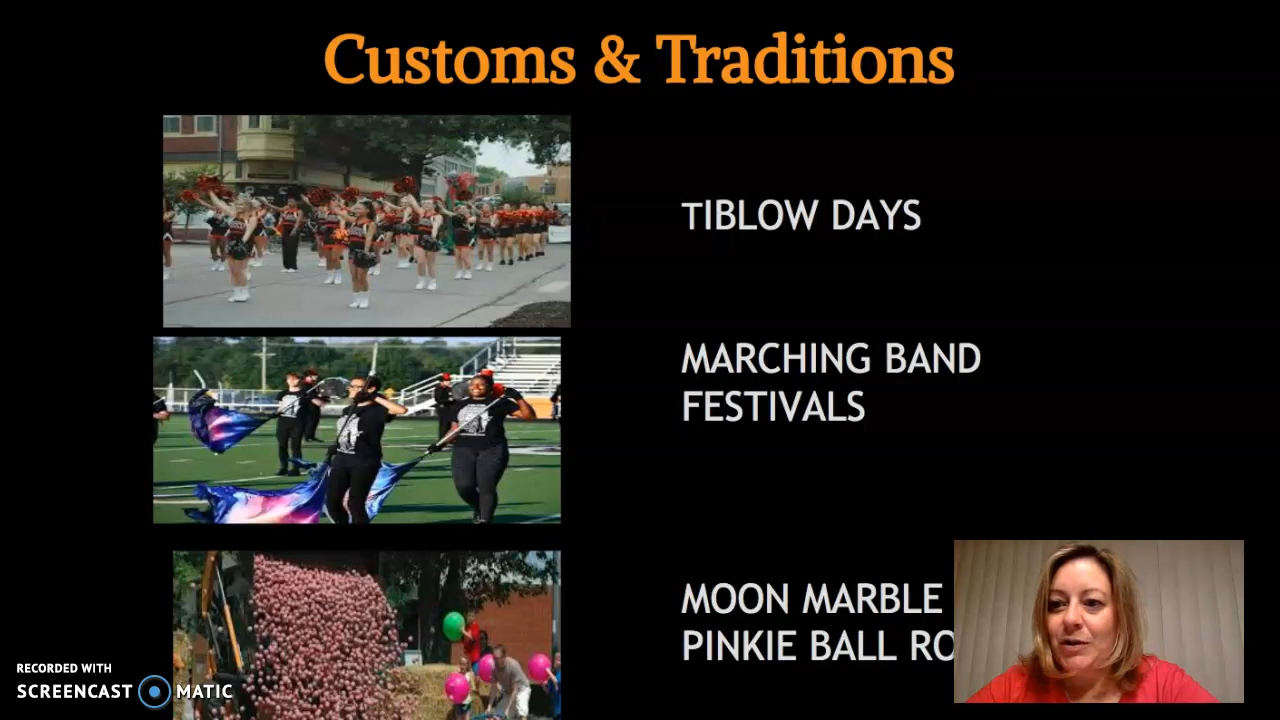 Customs & Traditions
TIBLOW DAYS
MARCHING BAND
FESTIVALS
MOON MARBLE
PINKIE BALL RO
RECORDED WITH
SCREENCAST MATIC